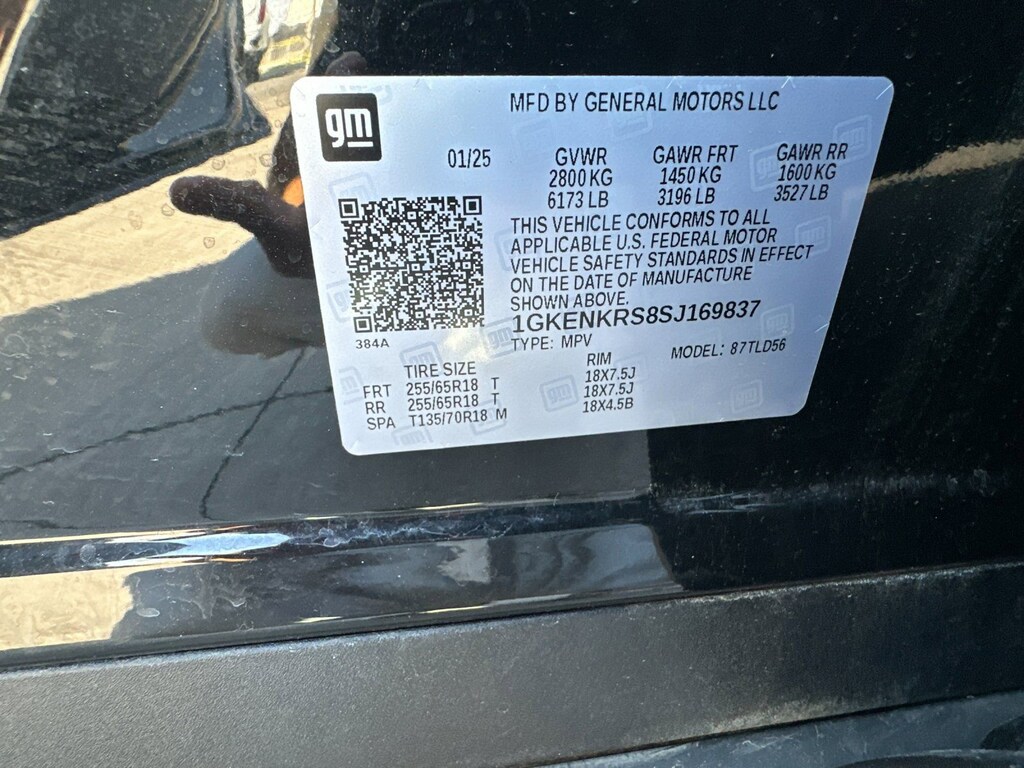 gm
MFD BY GENERAL MOTORS LLC
01/25 GVWR GAWR FRT GAWR RR
2800 KG 1450 KG 1600 KG
6173 LB 3196 LB 3527 LB
THIS VEHICLE CONFORMS TO ALL
APPLICABLE U.S. FEDERAL MOTOR
VEHICLE SAFETY STANDARDS IN EFFECT
ON THE DATE OF MANUFACTURE
SHOWN ABOVE.
1GKENKRS8SJ169837
384A
TYPE: MPV MODEL: 87TLD56
TIRE SIZE RIM
FRT 255/65R18 T 18X7.5J
RR 255/65R18 T 18X7.5J
SPA T135/70R18 M 18X4.5B